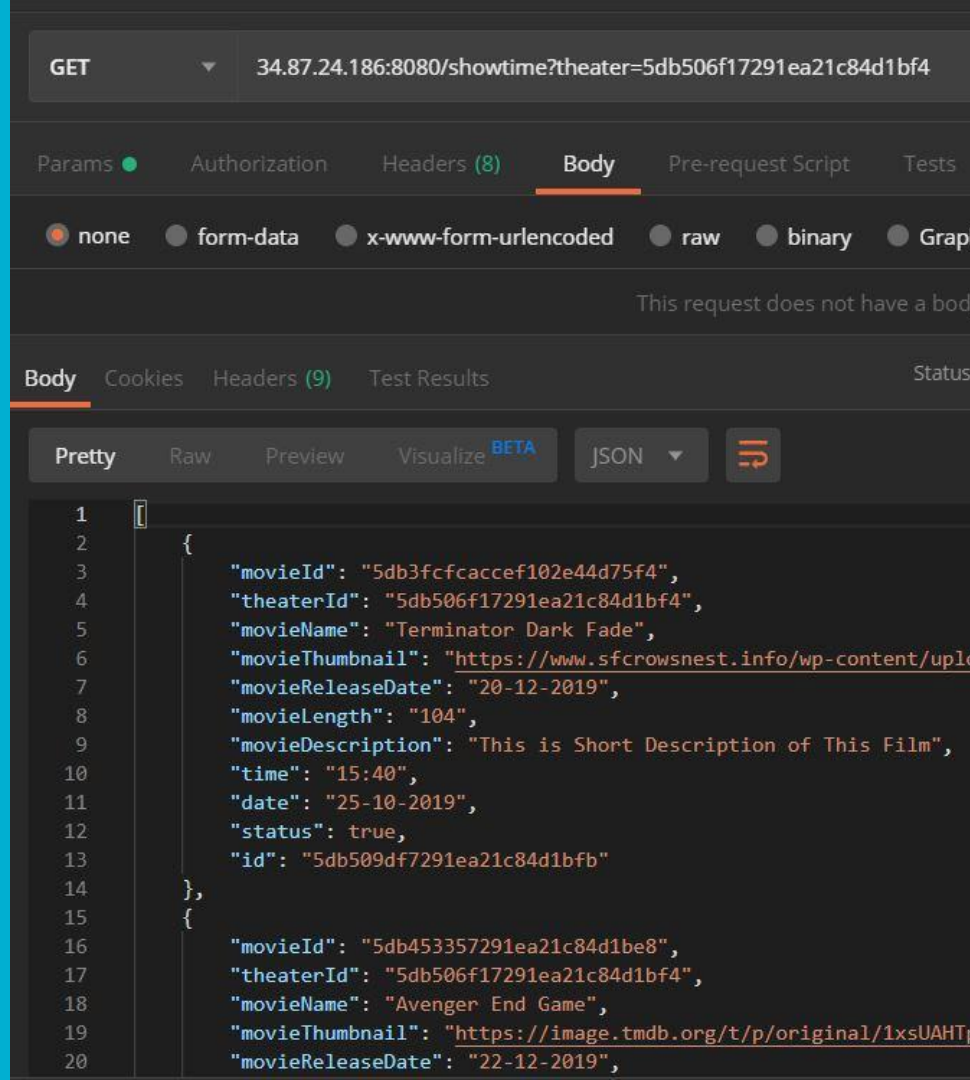 GET 34.87.24.186:8080/showtime?theater=5db506f17291ea21c84d1bf4
Params Authorization Headers (8) Body Pre-request Script Tests
none form-data x-www-form-urlencoded raw binary Grap
This request does not have a bod
Body Cookies Headers (9) Test Results Status
Pretty Raw Preview Visualize BETA JSON
1 [
2 {
3 "movieId": "5db3fcfcaccef102e44d75f4",
4 "theaterId": "5db506f17291ea21c84d1bf4",
5 "movieName": "Terminator Dark Fade",
6 "movieThumbnail": "https://www.sfcrowsnest.info/wp-content/uplo
7 "movieReleaseDate": "20-12-2019",
8 "movieLength": "104",
9 "movieDescription": "This is Short Description of This Film",
10 "time": "15:40",
11 "date": "25-10-2019",
12 "status": true,
13 "id": "5db509df7291ea21c84d1bfb"
14 },
15 {
16 "movieId": "5db453357291ea21c84d1be8",
17 "theaterId": "5db506f17291ea21c84d1bf4",
18 "movieName": "Avenger End Game",
19 "movieThumbnail": "https://image.tmdb.org/t/p/original/1xsUAHTp
20 "movieReleaseDate": "22-12-2019",